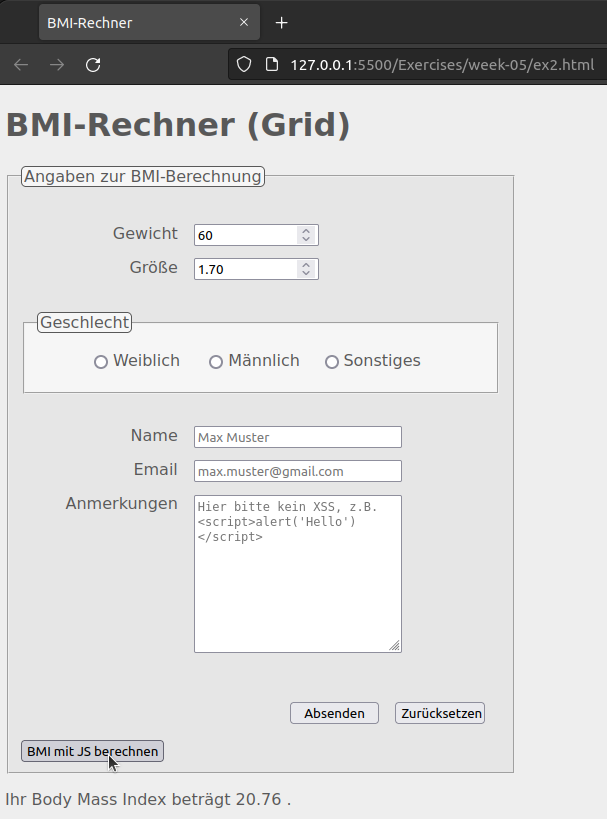 BMI-Rechner
127.0.0.1:5500/Exercises/week-05/ex2.html
BMI-Rechner (Grid)
Angaben zur BMI-Berechnung
Gewicht 60
Größe 1.70
Geschlecht
Weiblich Männlich Sonstiges
Name Max Muster
Email max.muster@gmail.com
Anmerkungen Hier bitte kein XSS, z.B.
<script>alert('Hello')
</script>
Absenden Zurücksetzen
BMI mit JS berechnen
Ihr Body Mass Index beträgt 20.76 .